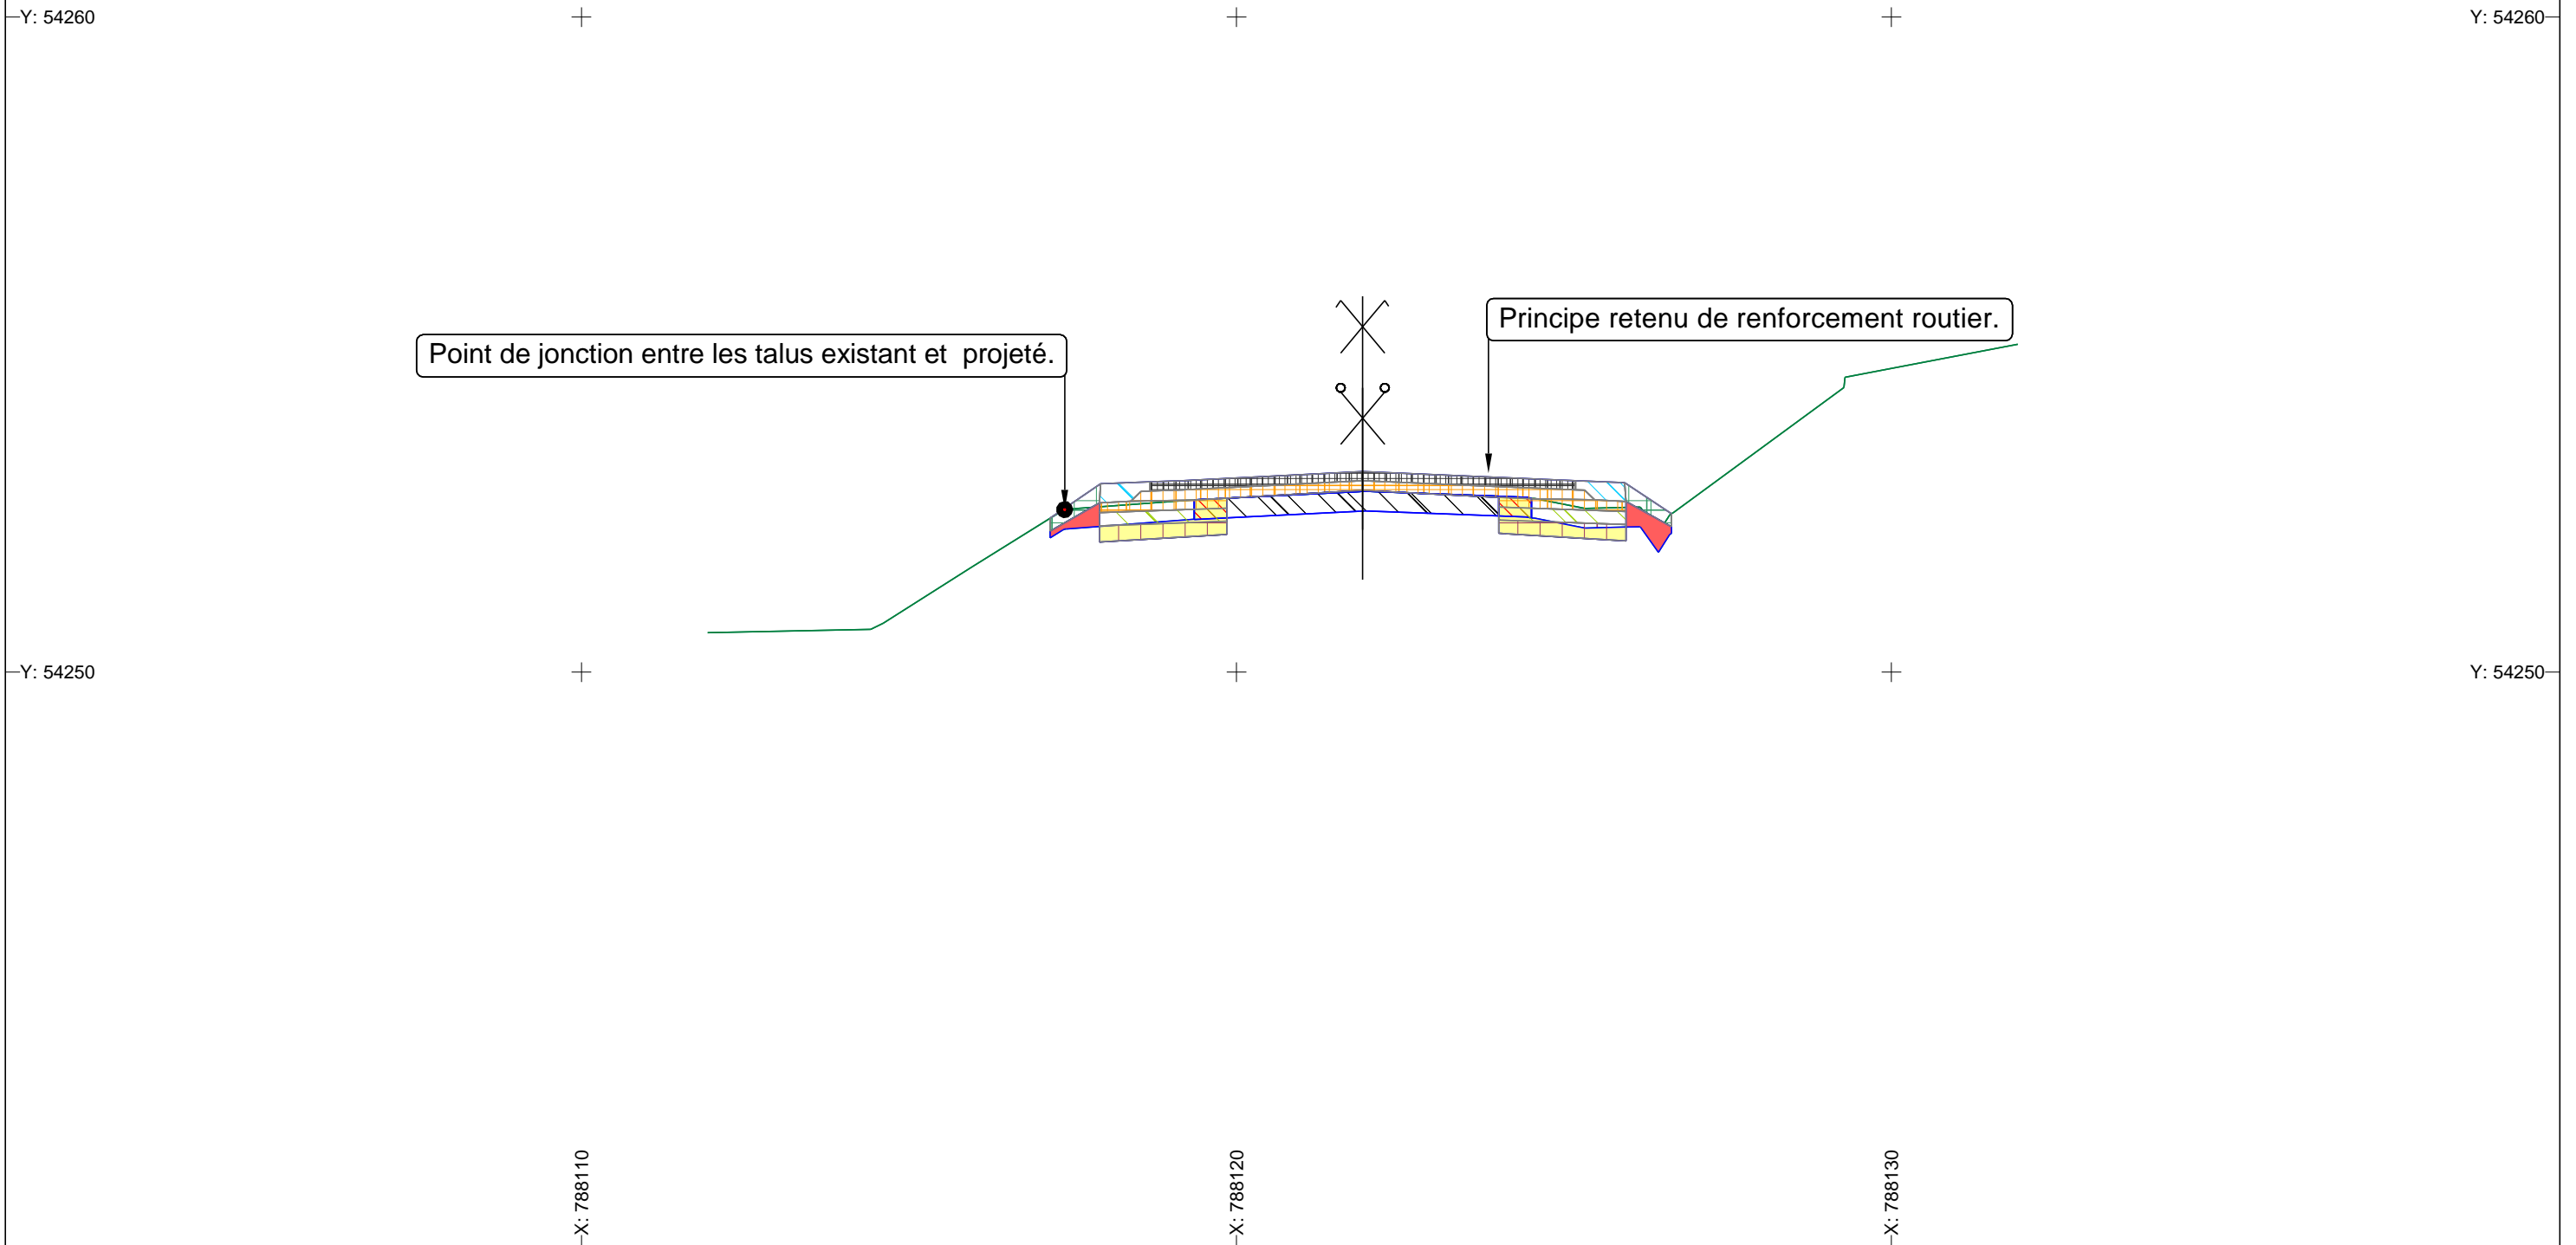 Y: 54260
Y: 54260
Principe retenu de renforcement routier.
Point de jonction entre les talus existant et  projeté.
Y: 54250
Y: 54250
X: 788110
X: 788120
X: 788130